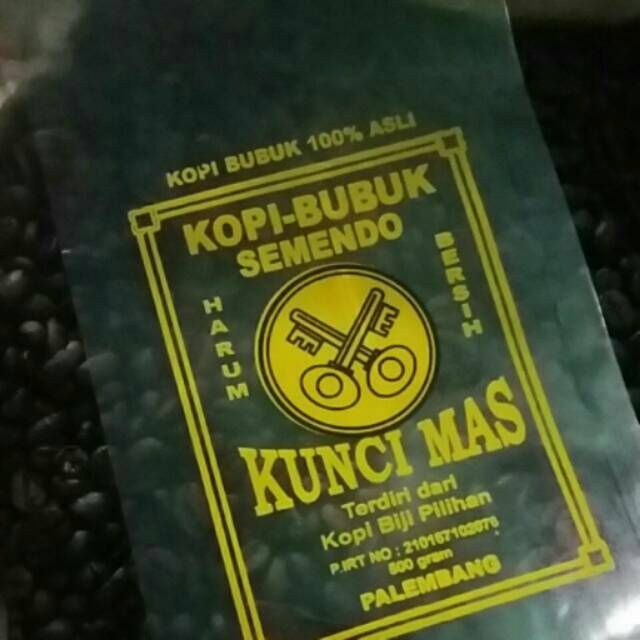 KOPI BUBUK 100% ASLI
KOPI-BUBUK
SEMENDO
HARUM
BERSIH
KUNCI MAS
Terdiri dari
Kopi Biji Pilihan
P.IRT NO :
500 gram
PALEMBANG